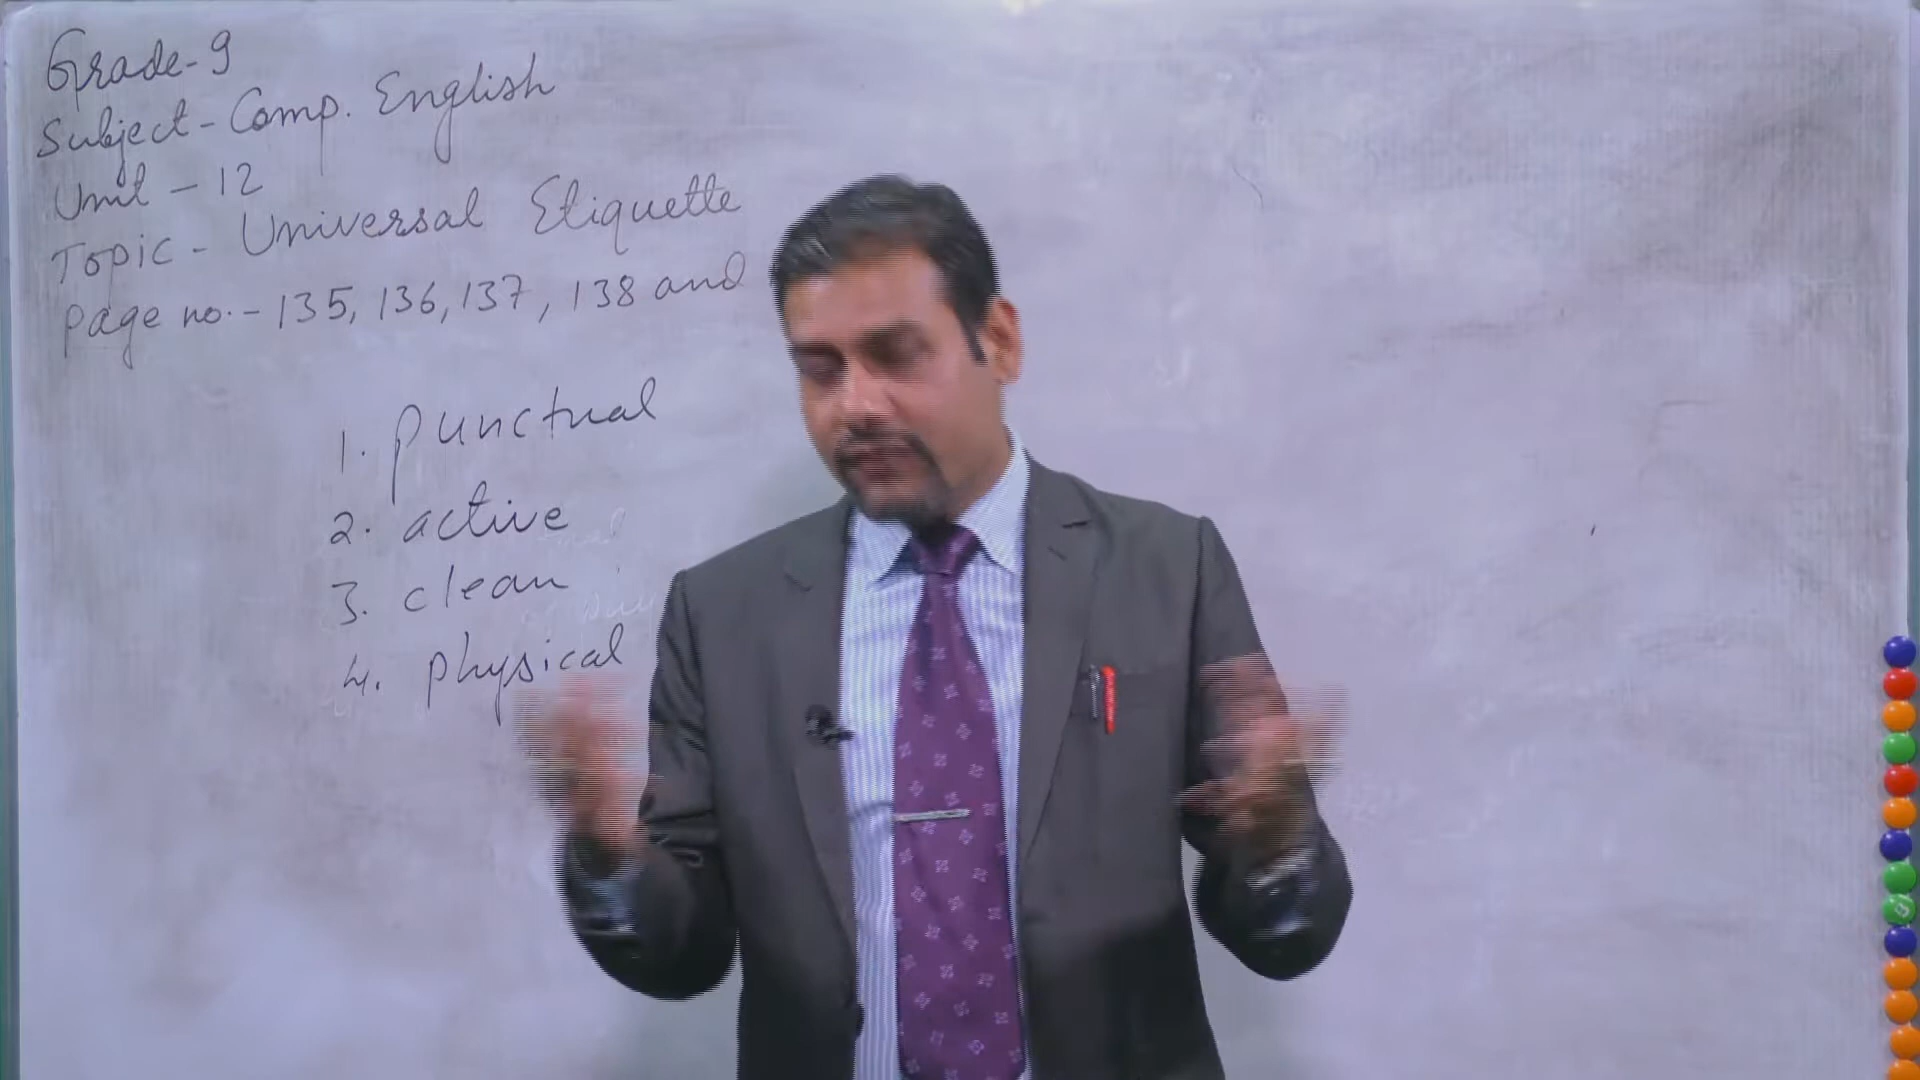 Grade-9
Subject-Comp. English
Unit - 12
Topic - Universal Etiquette
Page no.- 135, 136, 137, 138 and
1. punctual
2. active
3. clean
4. physical